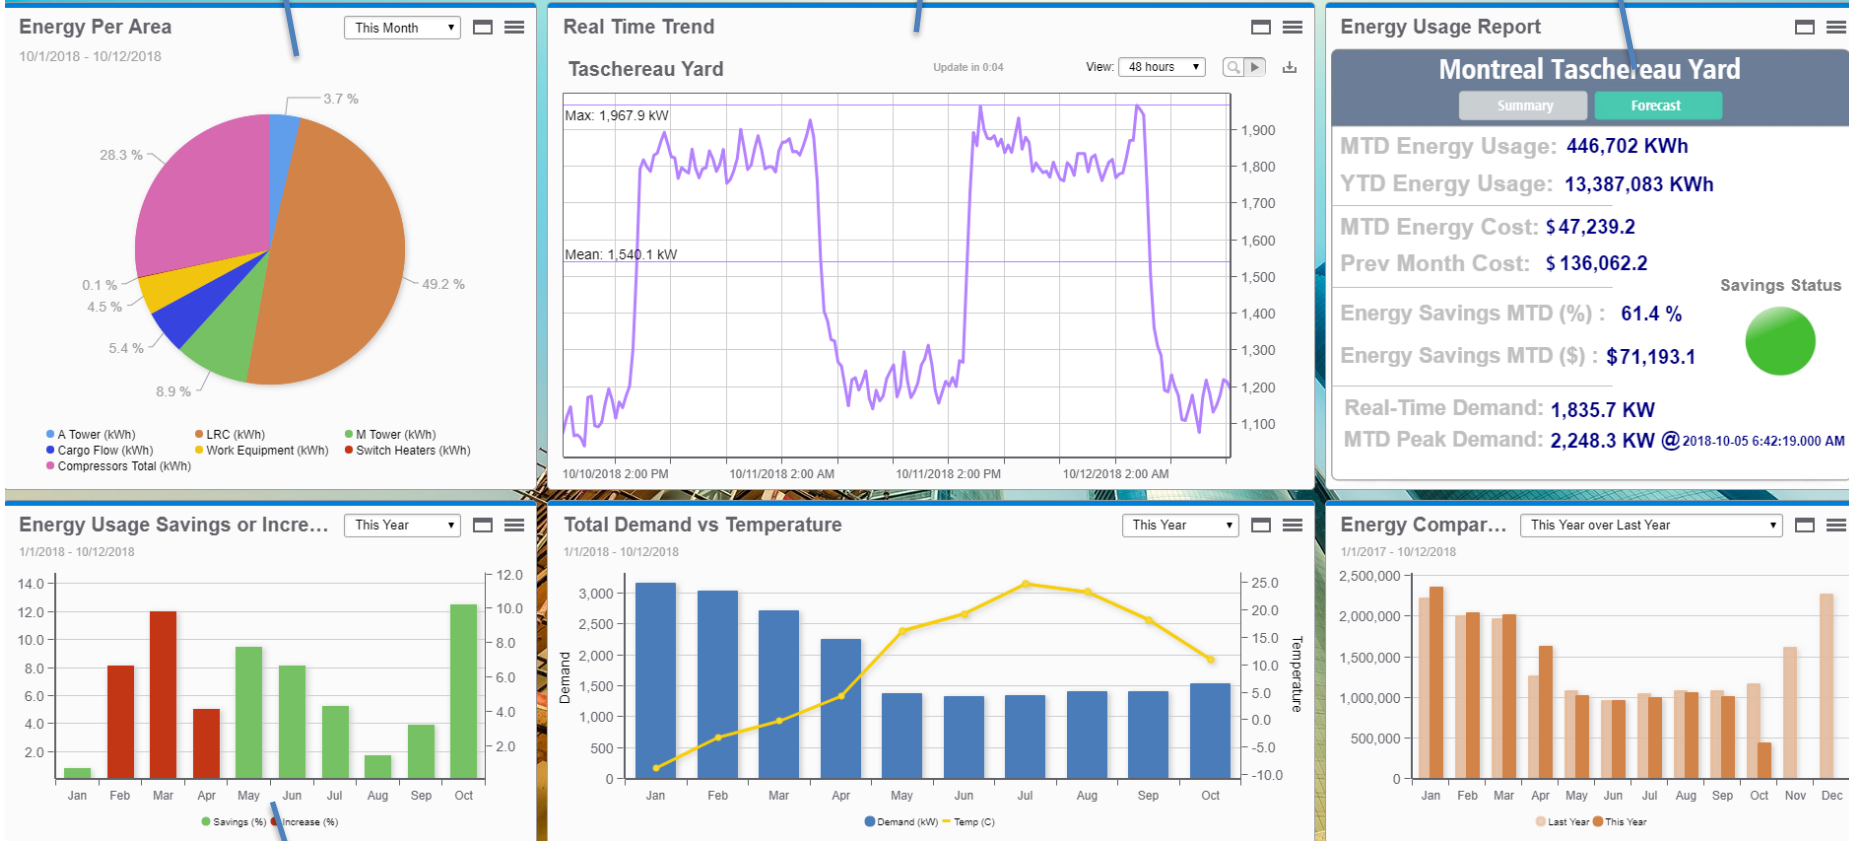 Energy Per Area
This Month
10/1/2018 - 10/12/2018
3.7 %
28.3 %
49.2 %
0.1 %
4.5 %
5.4 %
8.9 %
A Tower (kWh) LRC (kWh) M Tower (kWh)
Cargo Flow (kWh) Work Equipment (kWh) Switch Heaters (kWh)
Compressors Total (kWh)
Real Time Trend
Taschereau Yard Update in 0:04 View: 48 hours
Max: 1,967.9 kW
Mean: 1,540.1 kW
1,900
1,800
1,700
1,600
1,500
1,400
1,300
1,200
1,100
10/10/2018 2:00 PM 10/11/2018 2:00 AM 10/11/2018 2:00 PM 10/12/2018 2:00 AM
Energy Usage Report
Montreal Taschereau Yard
Summary Forecast
MTD Energy Usage: 446,702 KWh
YTD Energy Usage: 13,387,083 KWh
MTD Energy Cost: $ 47,239.2
Prev Month Cost: $ 136,062.2
Savings Status
Energy Savings MTD (%) : 61.4 %
Energy Savings MTD ($) : $71,193.1
Real-Time Demand: 1,835.7 KW
MTD Peak Demand: 2,248.3 KW @ 2018-10-05 6:42:19.000 AM
Energy Usage Savings or Incre... This Year
1/1/2018 - 10/12/2018
14.0
12.0
10.0
8.0
6.0
4.0
2.0
12.0
10.0
8.0
6.0
4.0
2.0
Jan Feb Mar Apr May Jun Jul Aug Sep Oct
Savings (%) Increase (%)
Total Demand vs Temperature This Year
1/1/2018 - 10/12/2018
Demand
3,000
2,500
2,000
1,500
1,000
500
0
25.0
20.0
15.0
10.0
5.0
0.0
-5.0
-10.0
Temperature
Jan Feb Mar Apr May Jun Jul Aug Sep Oct
Demand (kW) Temp (C)
Energy Compar... This Year over Last Year
1/1/2017 - 10/12/2018
2,500,000
2,000,000
1,500,000
1,000,000
500,000
0
Jan Feb Mar Apr May Jun Jul Aug Sep Oct Nov Dec
Last Year This Year